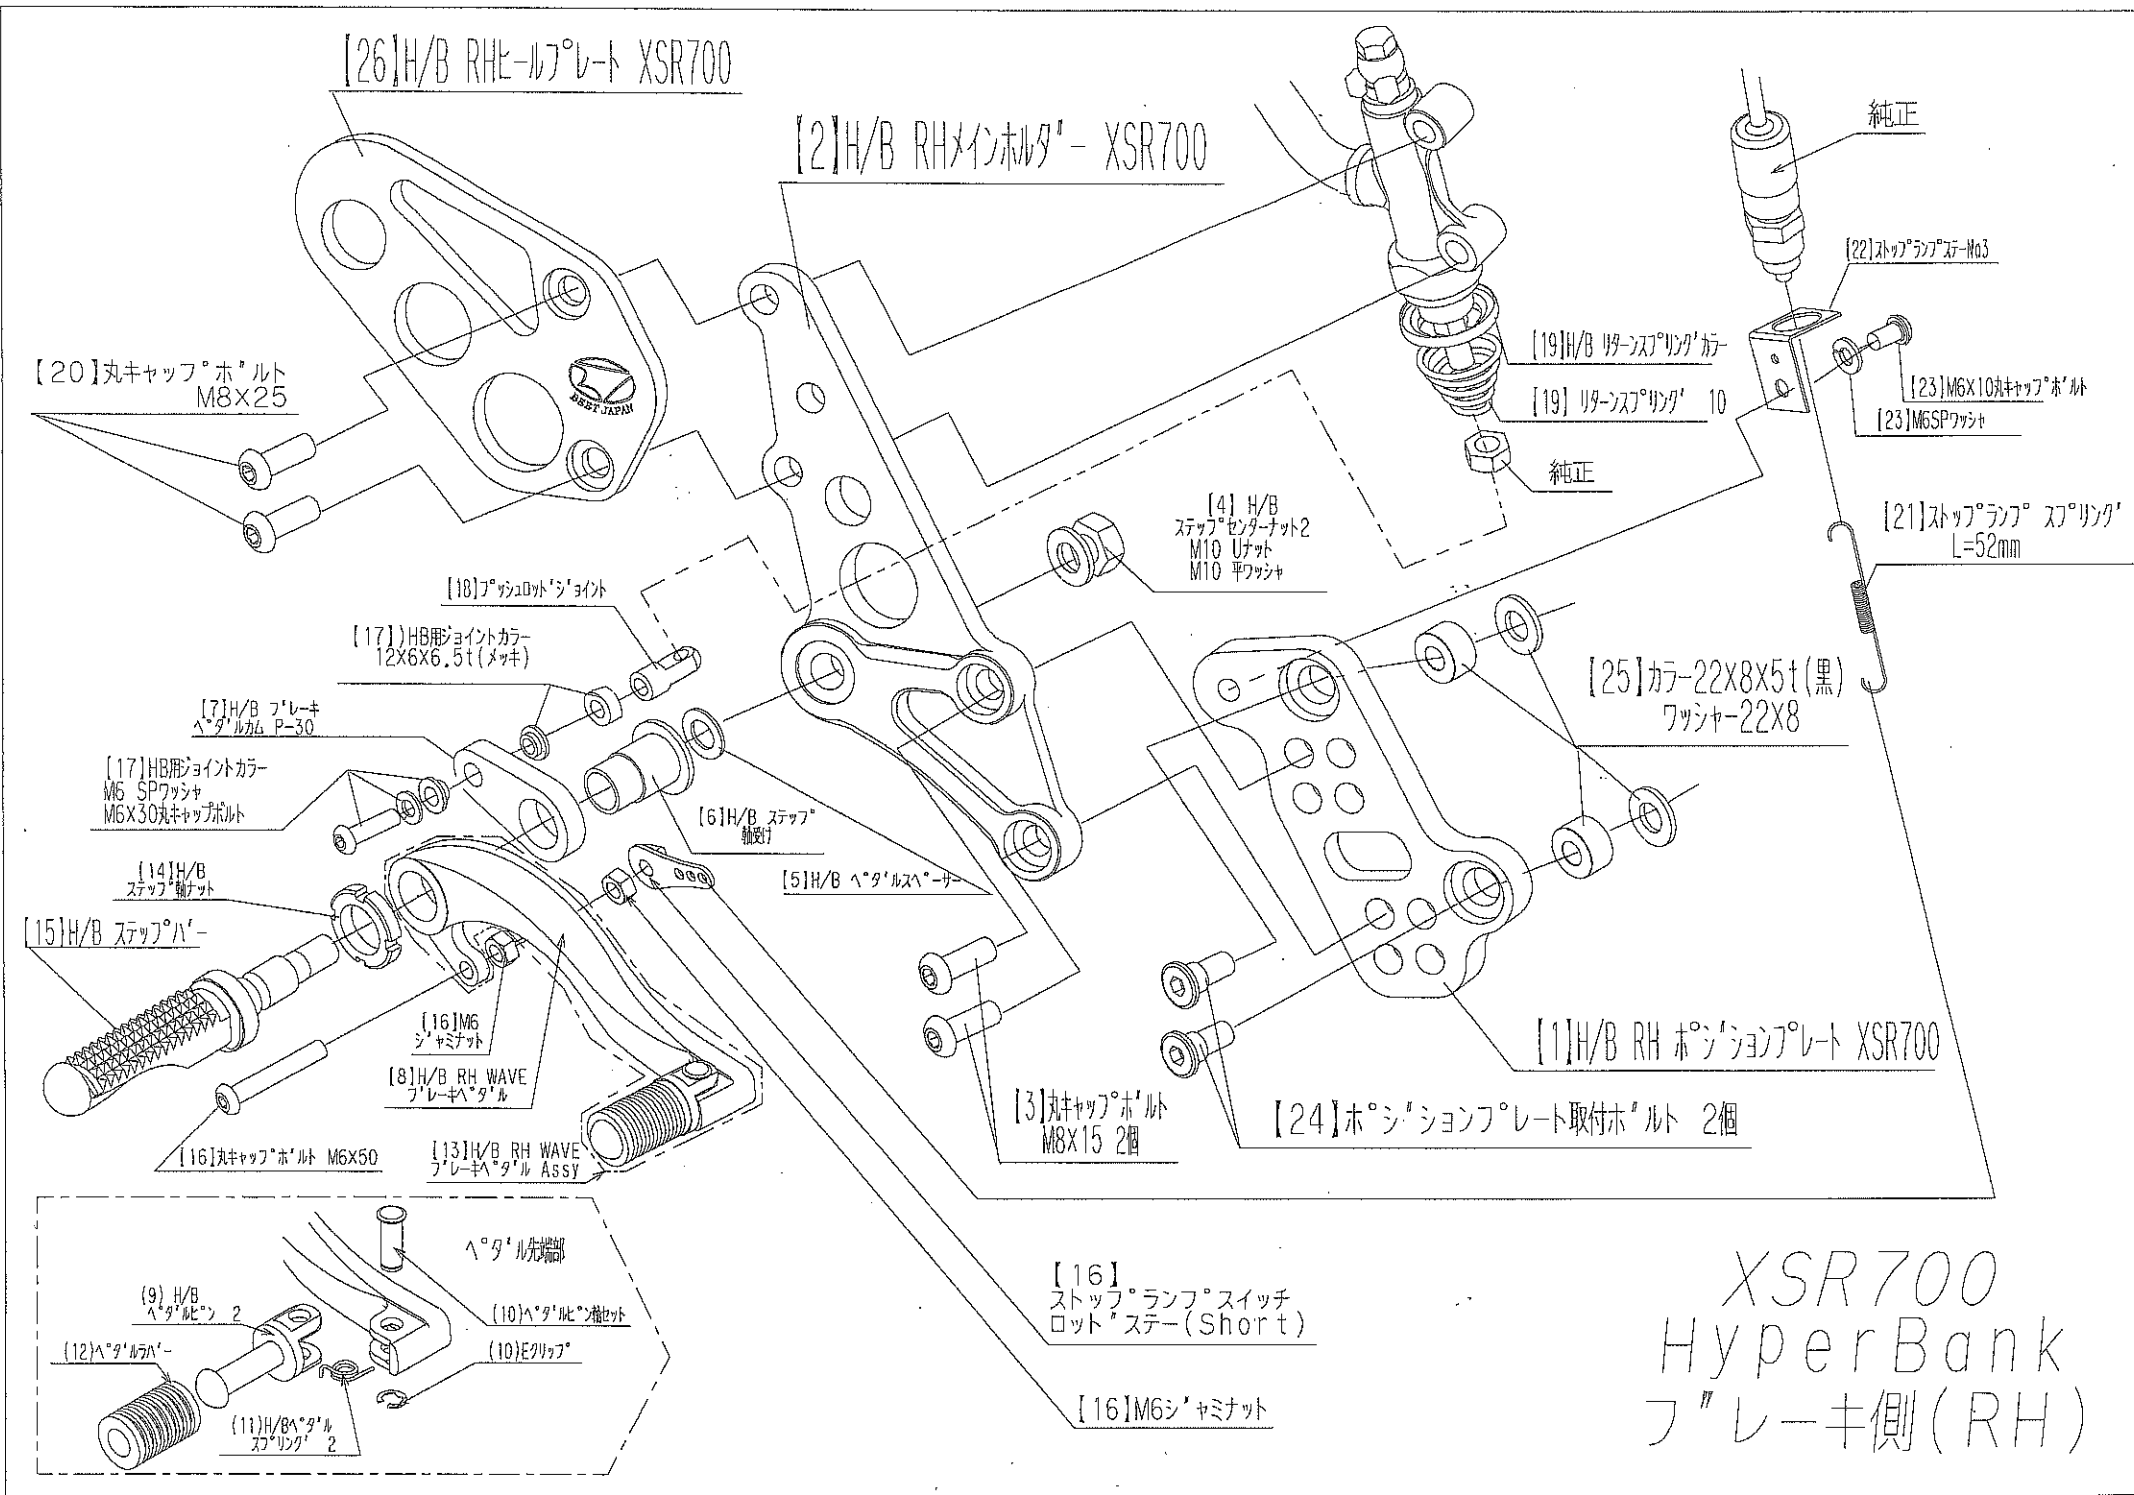 【26】H/B RHヒールプレート XSR700
【2】H/B RHメインホルダー XSR700
純正
【22】ストップランプステーNo3
【20】丸キャップボルト
M8×25
BEET JAPAN
【19】H/B リターンスプリングカラー
【19】リターンスプリング 10
【23】M6×10丸キャップボルト
【23】M6SPワッシャ
純正
【4】H/B
ステップセンターナット2
M10 Uナット
M10 平ワッシャ
【21】ストップランプ スプリング
L=52mm
【18】プッシュロッドジョイント
【17】)HB用ジョイントカラー
12×6×6.5t(メッキ)
【7】H/B ブレーキ
ペダルカム P-30
【25】カラー22×8×5t(黒)
ワッシャー22×8
【17】HB用ジョイントカラー
M6 SPワッシャ
M6×30丸キャップボルト
【6】H/B ステップ
軸受け
【5】H/B ペダルスペーサー
【14】H/B
ステップ軸ナット
【15】H/B ステップバー
【16】M6
ジャミナット
【8】H/B RH WAVE
ブレーキペダル
【1】H/B RH ポジションプレート XSR700
【3】丸キャップボルト
M8×15 2個
【24】ポジションプレート取付ボルト 2個
【16】丸キャップボルト M6×50
【13】H/B RH WAVE
ブレーキペダル Assy
ペダル先端部
(9) H/B
ペダルピン 2
(10)ペダルピン軸セット
(12)ペダルラバー
(10)Eクリップ
(11)H/Bペダル
スプリング 2
【16】
ストップランプスイッチ
ロッドステー(Short)
【16】M6ジャミナット
XSR700
HyperBank
ブレーキ側(RH)